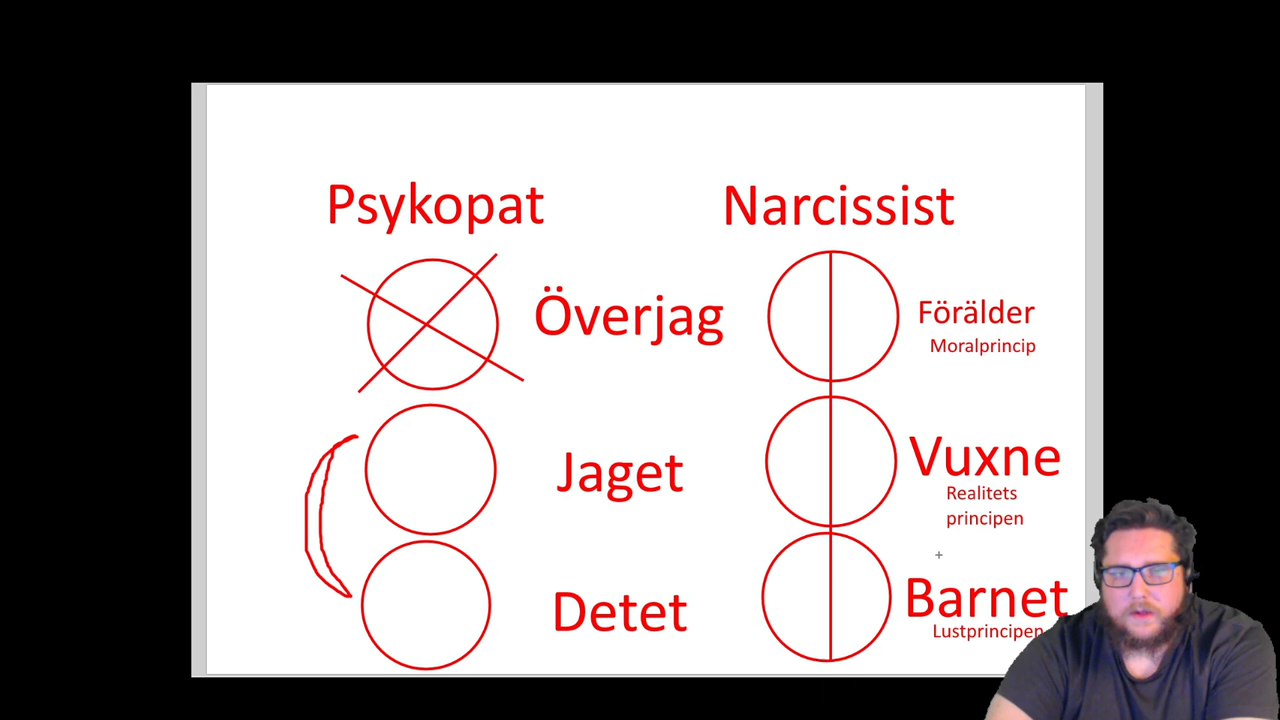 Psykopat
Narcissist
Överjag
Förälder
Moralprincip
Jaget
Vuxne
Realitets
principen
Detet
Barnet
Lustprincipen